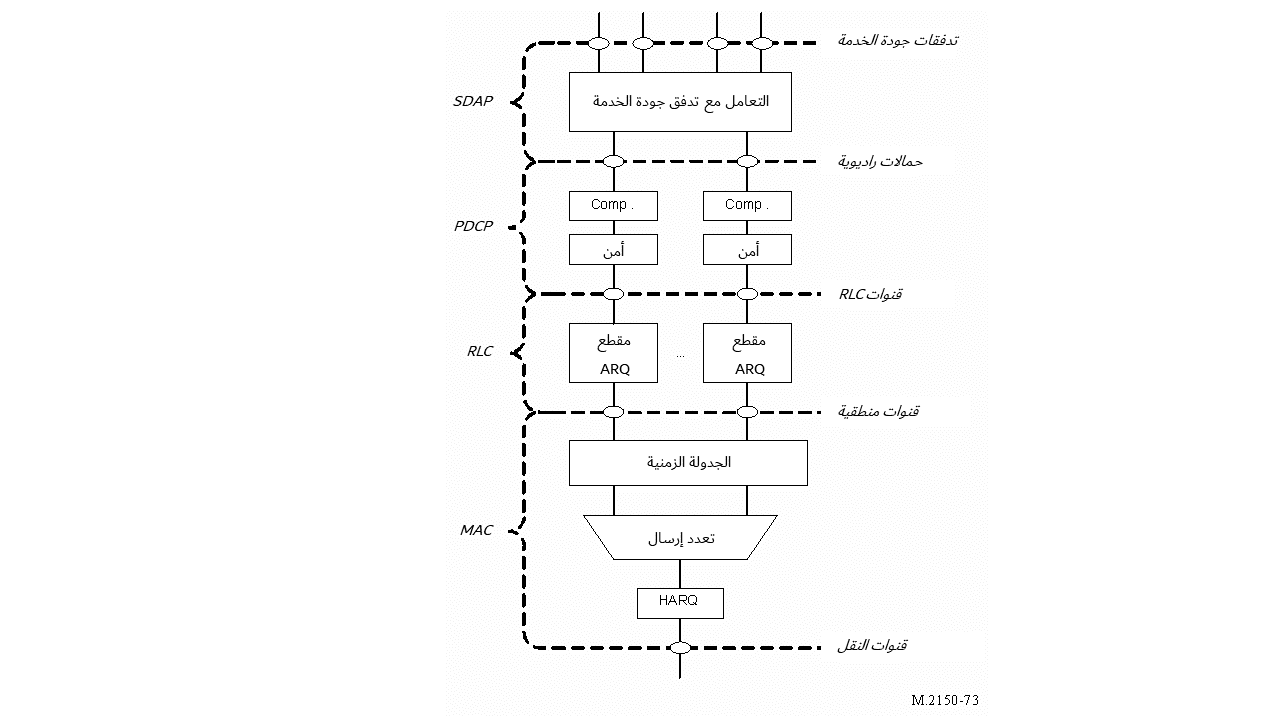 تدفقات جودة الخدمة
SDAP
التعامل مع تدفق جودة الخدمة
حمالات راديوية
Comp .
Comp .
PDCP
أمن
أمن
قنوات RLC
RLC
مقطع
ARQ
...
مقطع
ARQ
قنوات منطقية
الجدولة الزمنية
MAC
تعدد إرسال
HARQ
قنوات النقل
M.2150-73